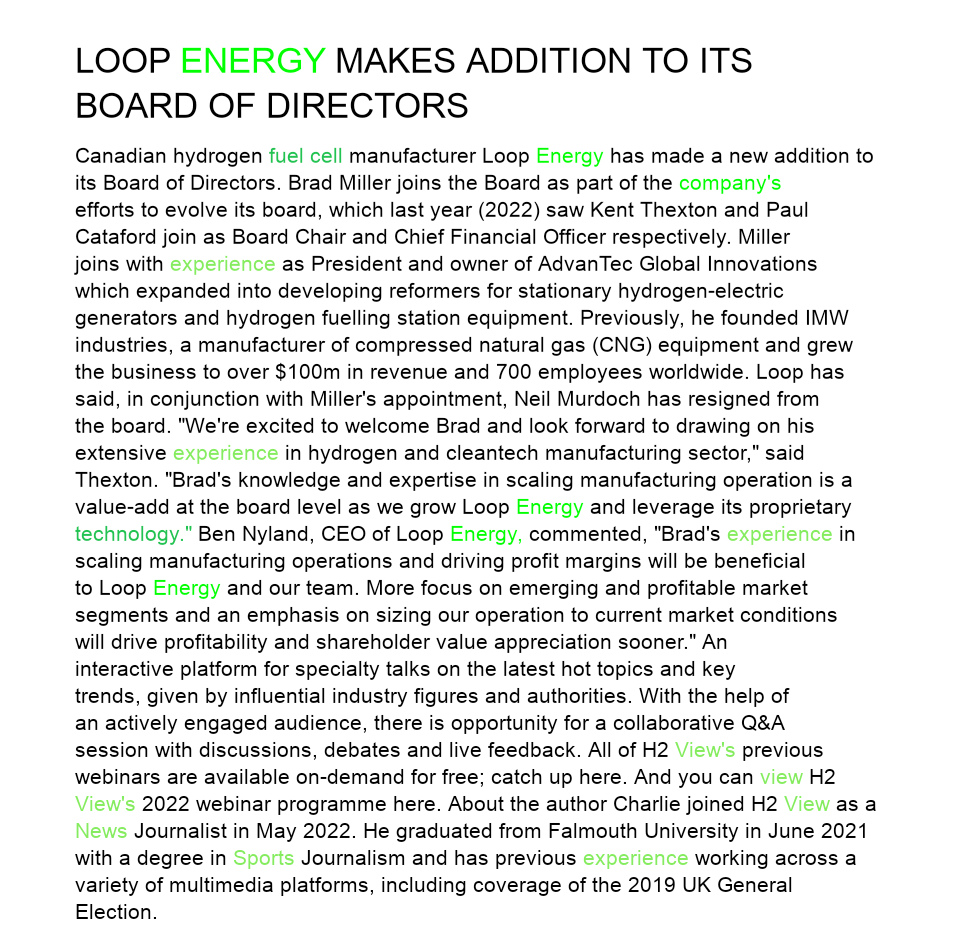 LOOP ENERGY MAKES ADDITION TO ITS
BOARD OF DIRECTORS
Canadian hydrogen fuel cell manufacturer Loop Energy has made a new addition to
its Board of Directors. Brad Miller joins the Board as part of the company's
efforts to evolve its board, which last year (2022) saw Kent Thexton and Paul
Cataford join as Board Chair and Chief Financial Officer respectively. Miller
joins with experience as President and owner of AdvanTec Global Innovations
which expanded into developing reformers for stationary hydrogen-electric
generators and hydrogen fuelling station equipment. Previously, he founded IMW
industries, a manufacturer of compressed natural gas (CNG) equipment and grew
the business to over $100m in revenue and 700 employees worldwide. Loop has
said, in conjunction with Miller's appointment, Neil Murdoch has resigned from
the board. "We're excited to welcome Brad and look forward to drawing on his
extensive experience in hydrogen and cleantech manufacturing sector," said
Thexton. "Brad's knowledge and expertise in scaling manufacturing operation is a
value-add at the board level as we grow Loop Energy and leverage its proprietary
technology." Ben Nyland, CEO of Loop Energy, commented, "Brad's experience in
scaling manufacturing operations and driving profit margins will be beneficial
to Loop Energy and our team. More focus on emerging and profitable market
segments and an emphasis on sizing our operation to current market conditions
will drive profitability and shareholder value appreciation sooner." An
interactive platform for specialty talks on the latest hot topics and key
trends, given by influential industry figures and authorities. With the help of
an actively engaged audience, there is opportunity for a collaborative Q&A
session with discussions, debates and live feedback. All of H2 View's previous
webinars are available on-demand for free; catch up here. And you can view H2
View's 2022 webinar programme here. About the author Charlie joined H2 View as a
News Journalist in May 2022. He graduated from Falmouth University in June 2021
with a degree in Sports Journalism and has previous experience working across a
variety of multimedia platforms, including coverage of the 2019 UK General
Election.